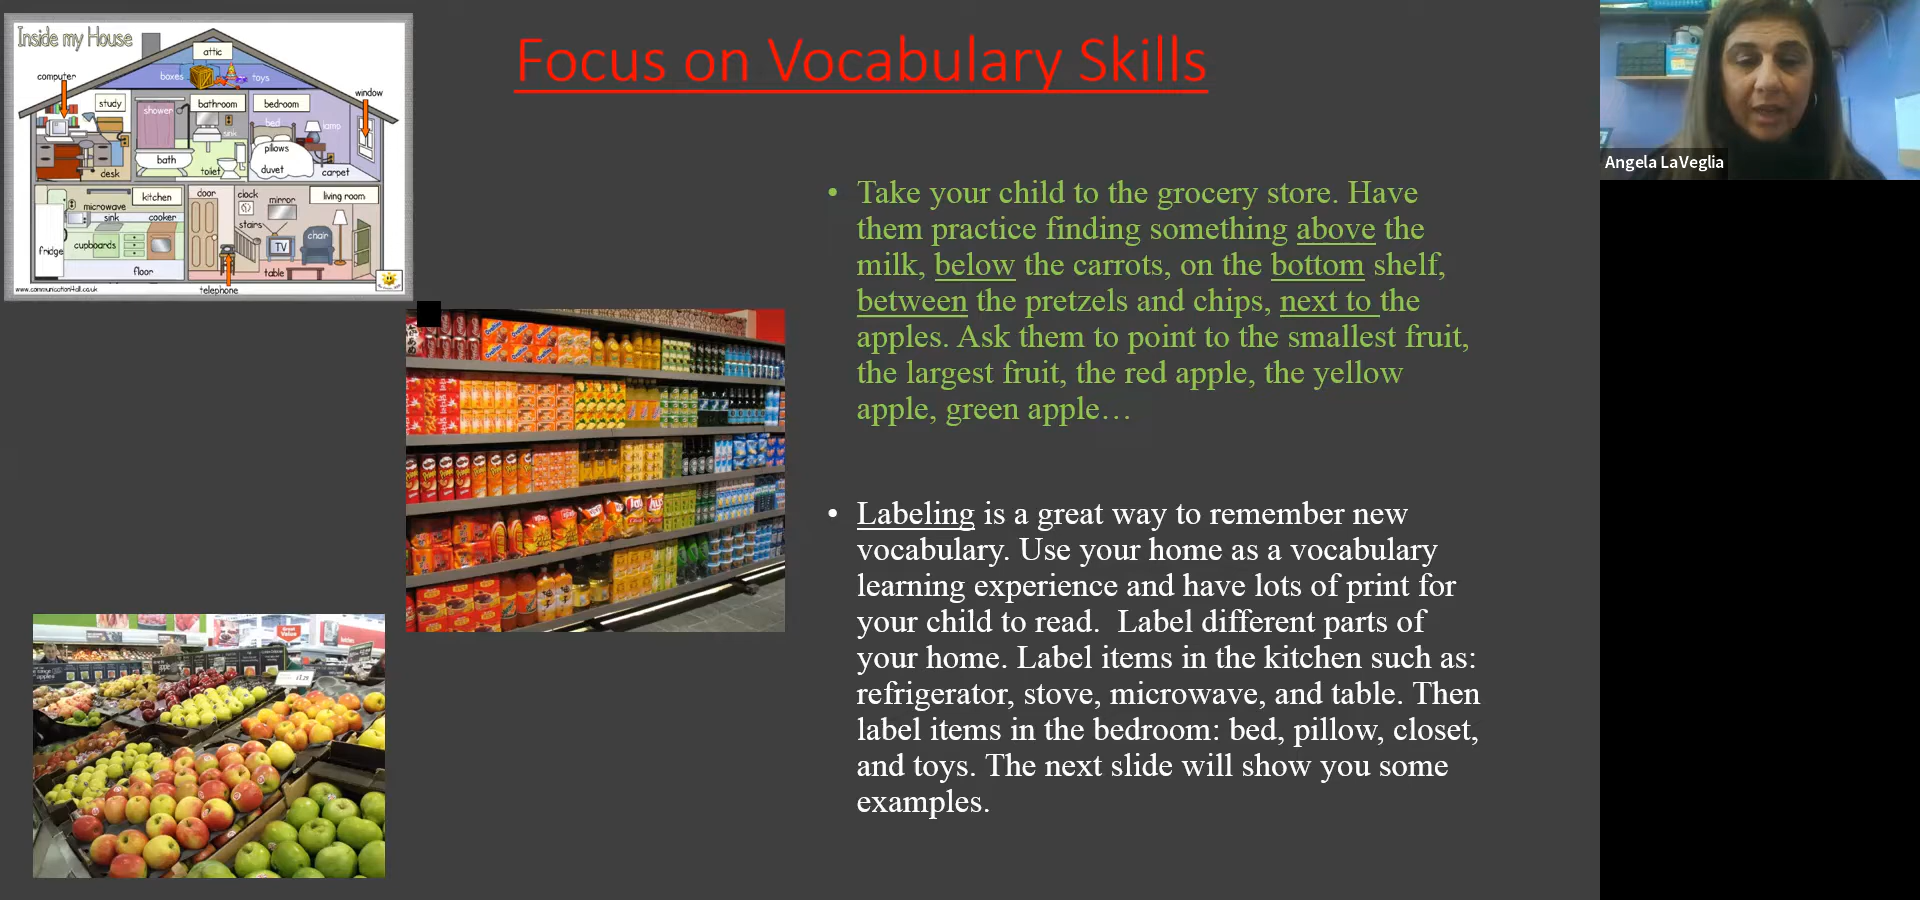 Inside my House
attic
computer
boxes
toys
window
study
shower
bathroom
bedroom
bed
lamp
sink
pillows
bath
desk
toilet
duvet
carpet
kitchen
door
clock
living room
microwave
mirror
sink
cooker
stairs
chair
fridge
cupboards
TV
floor
table
www.communication4all.co.uk
telephone
Focus on Vocabulary Skills
• Take your child to the grocery store. Have
them practice finding something above the
milk, below the carrots, on the bottom shelf,
between the pretzels and chips, next to the
apples. Ask them to point to the smallest fruit,
the largest fruit, the red apple, the yellow
apple, green apple…
• Labeling is a great way to remember new
vocabulary. Use your home as a vocabulary
learning experience and have lots of print for
your child to read.  Label different parts of
your home. Label items in the kitchen such as:
refrigerator, stove, microwave, and table. Then
label items in the bedroom: bed, pillow, closet,
and toys. The next slide will show you some
examples.
Great
Value
Angela LaVeglia